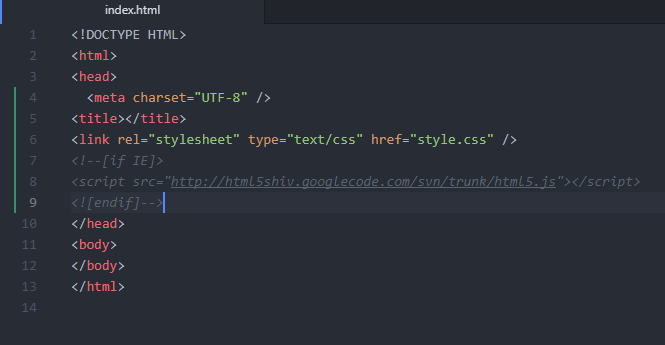 index.html
1 <!DOCTYPE HTML>
2 <html>
3 <head>
4   <meta charset="UTF-8" />
5 <title></title>
6 <link rel="stylesheet" type="text/css" href="style.css" />
7 <!--[if IE]>
8 <script src="http://html5shiv.googlecode.com/svn/trunk/html5.js"></script>
9 <![endif]-->
10 </head>
11 <body>
12 </body>
13 </html>
14